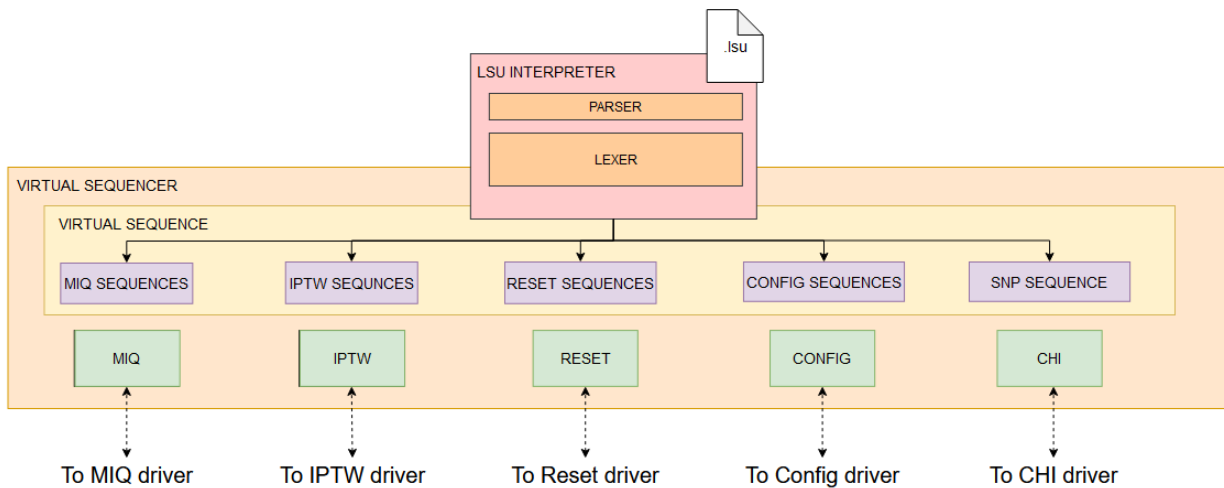 .lsu
LSU INTERPRETER
PARSER
LEXER
VIRTUAL SEQUENCER
VIRTUAL SEQUENCE
MIQ SEQUENCES
IPTW SEQUNCES
RESET SEQUENCES
CONFIG SEQUENCES
SNP SEQUENCE
MIQ
IPTW
RESET
CONFIG
CHI
To MIQ driver
To IPTW driver
To Reset driver
To Config driver
To CHI driver